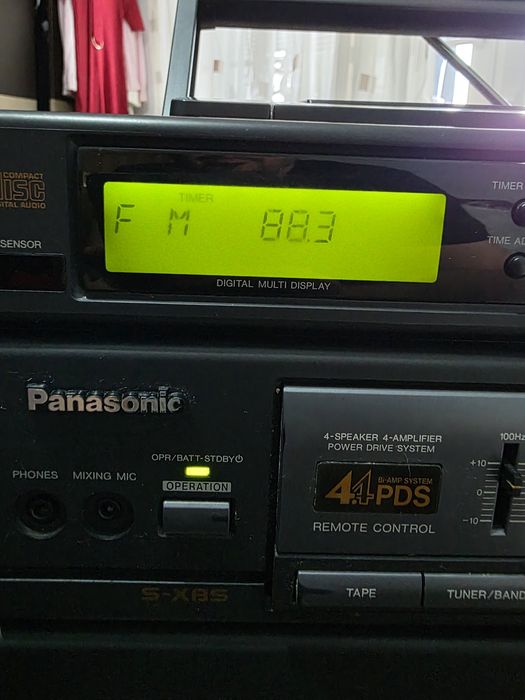 COMPACT
DISC
DIGITAL AUDIO
TIMER
TIMER
FM 88.3
SENSOR
TIME AD
DIGITAL MULTI DISPLAY
Panasonic
4-SPEAKER 4-AMPLIFIER
POWER DRIVE SYSTEM
100Hz
OPR/BATT-STDBY
PHONES
MIXING MIC
OPERATION
+10
0
-10
Bi-AMP SYSTEM
4.4PDS
REMOTE CONTROL
S-XBS
TAPE
TUNER/BAND